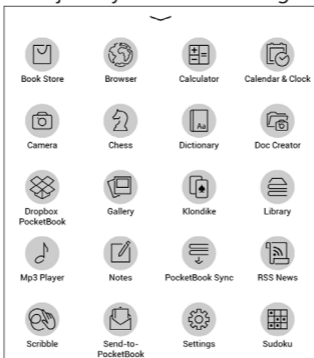 Book Store Browser Calculator Calendar & Clock
Camera Chess Dictionary Doc Creator
Aa
Dropbox PocketBook Gallery Klondike Library
Mp3 Player Notes PocketBook Sync RSS News
Scribble Send-to-PocketBook Settings Sudoku